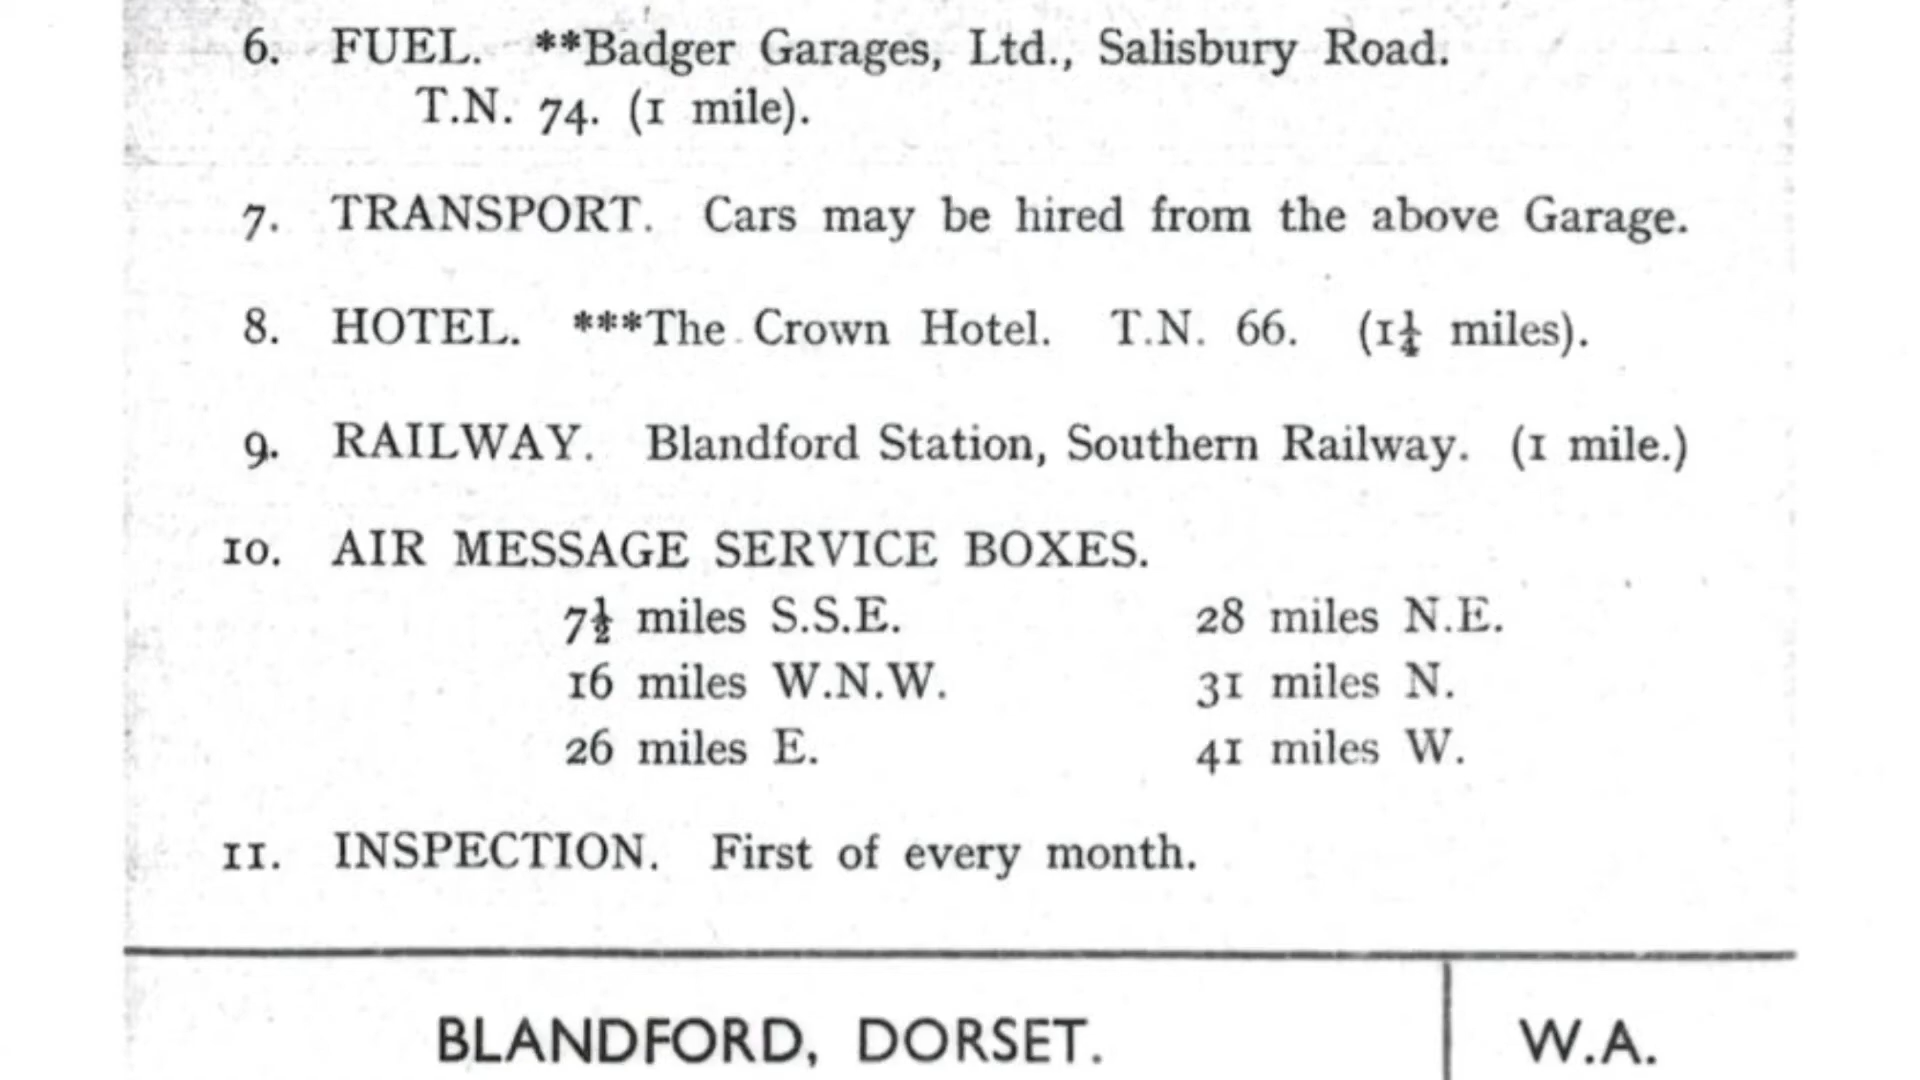 6. FUEL. **Badger Garages, Ltd., Salisbury Road.
T.N. 74. (1 mile).
7. TRANSPORT. Cars may be hired from the above Garage.
8. HOTEL. ***The Crown Hotel. T.N. 66. (1¼ miles).
9. RAILWAY. Blandford Station, Southern Railway. (1 mile.)
10. AIR MESSAGE SERVICE BOXES.
7½ miles S.S.E. 28 miles N.E.
16 miles W.N.W. 31 miles N.
26 miles E. 41 miles W.
11. INSPECTION. First of every month.
BLANDFORD, DORSET. W.A.